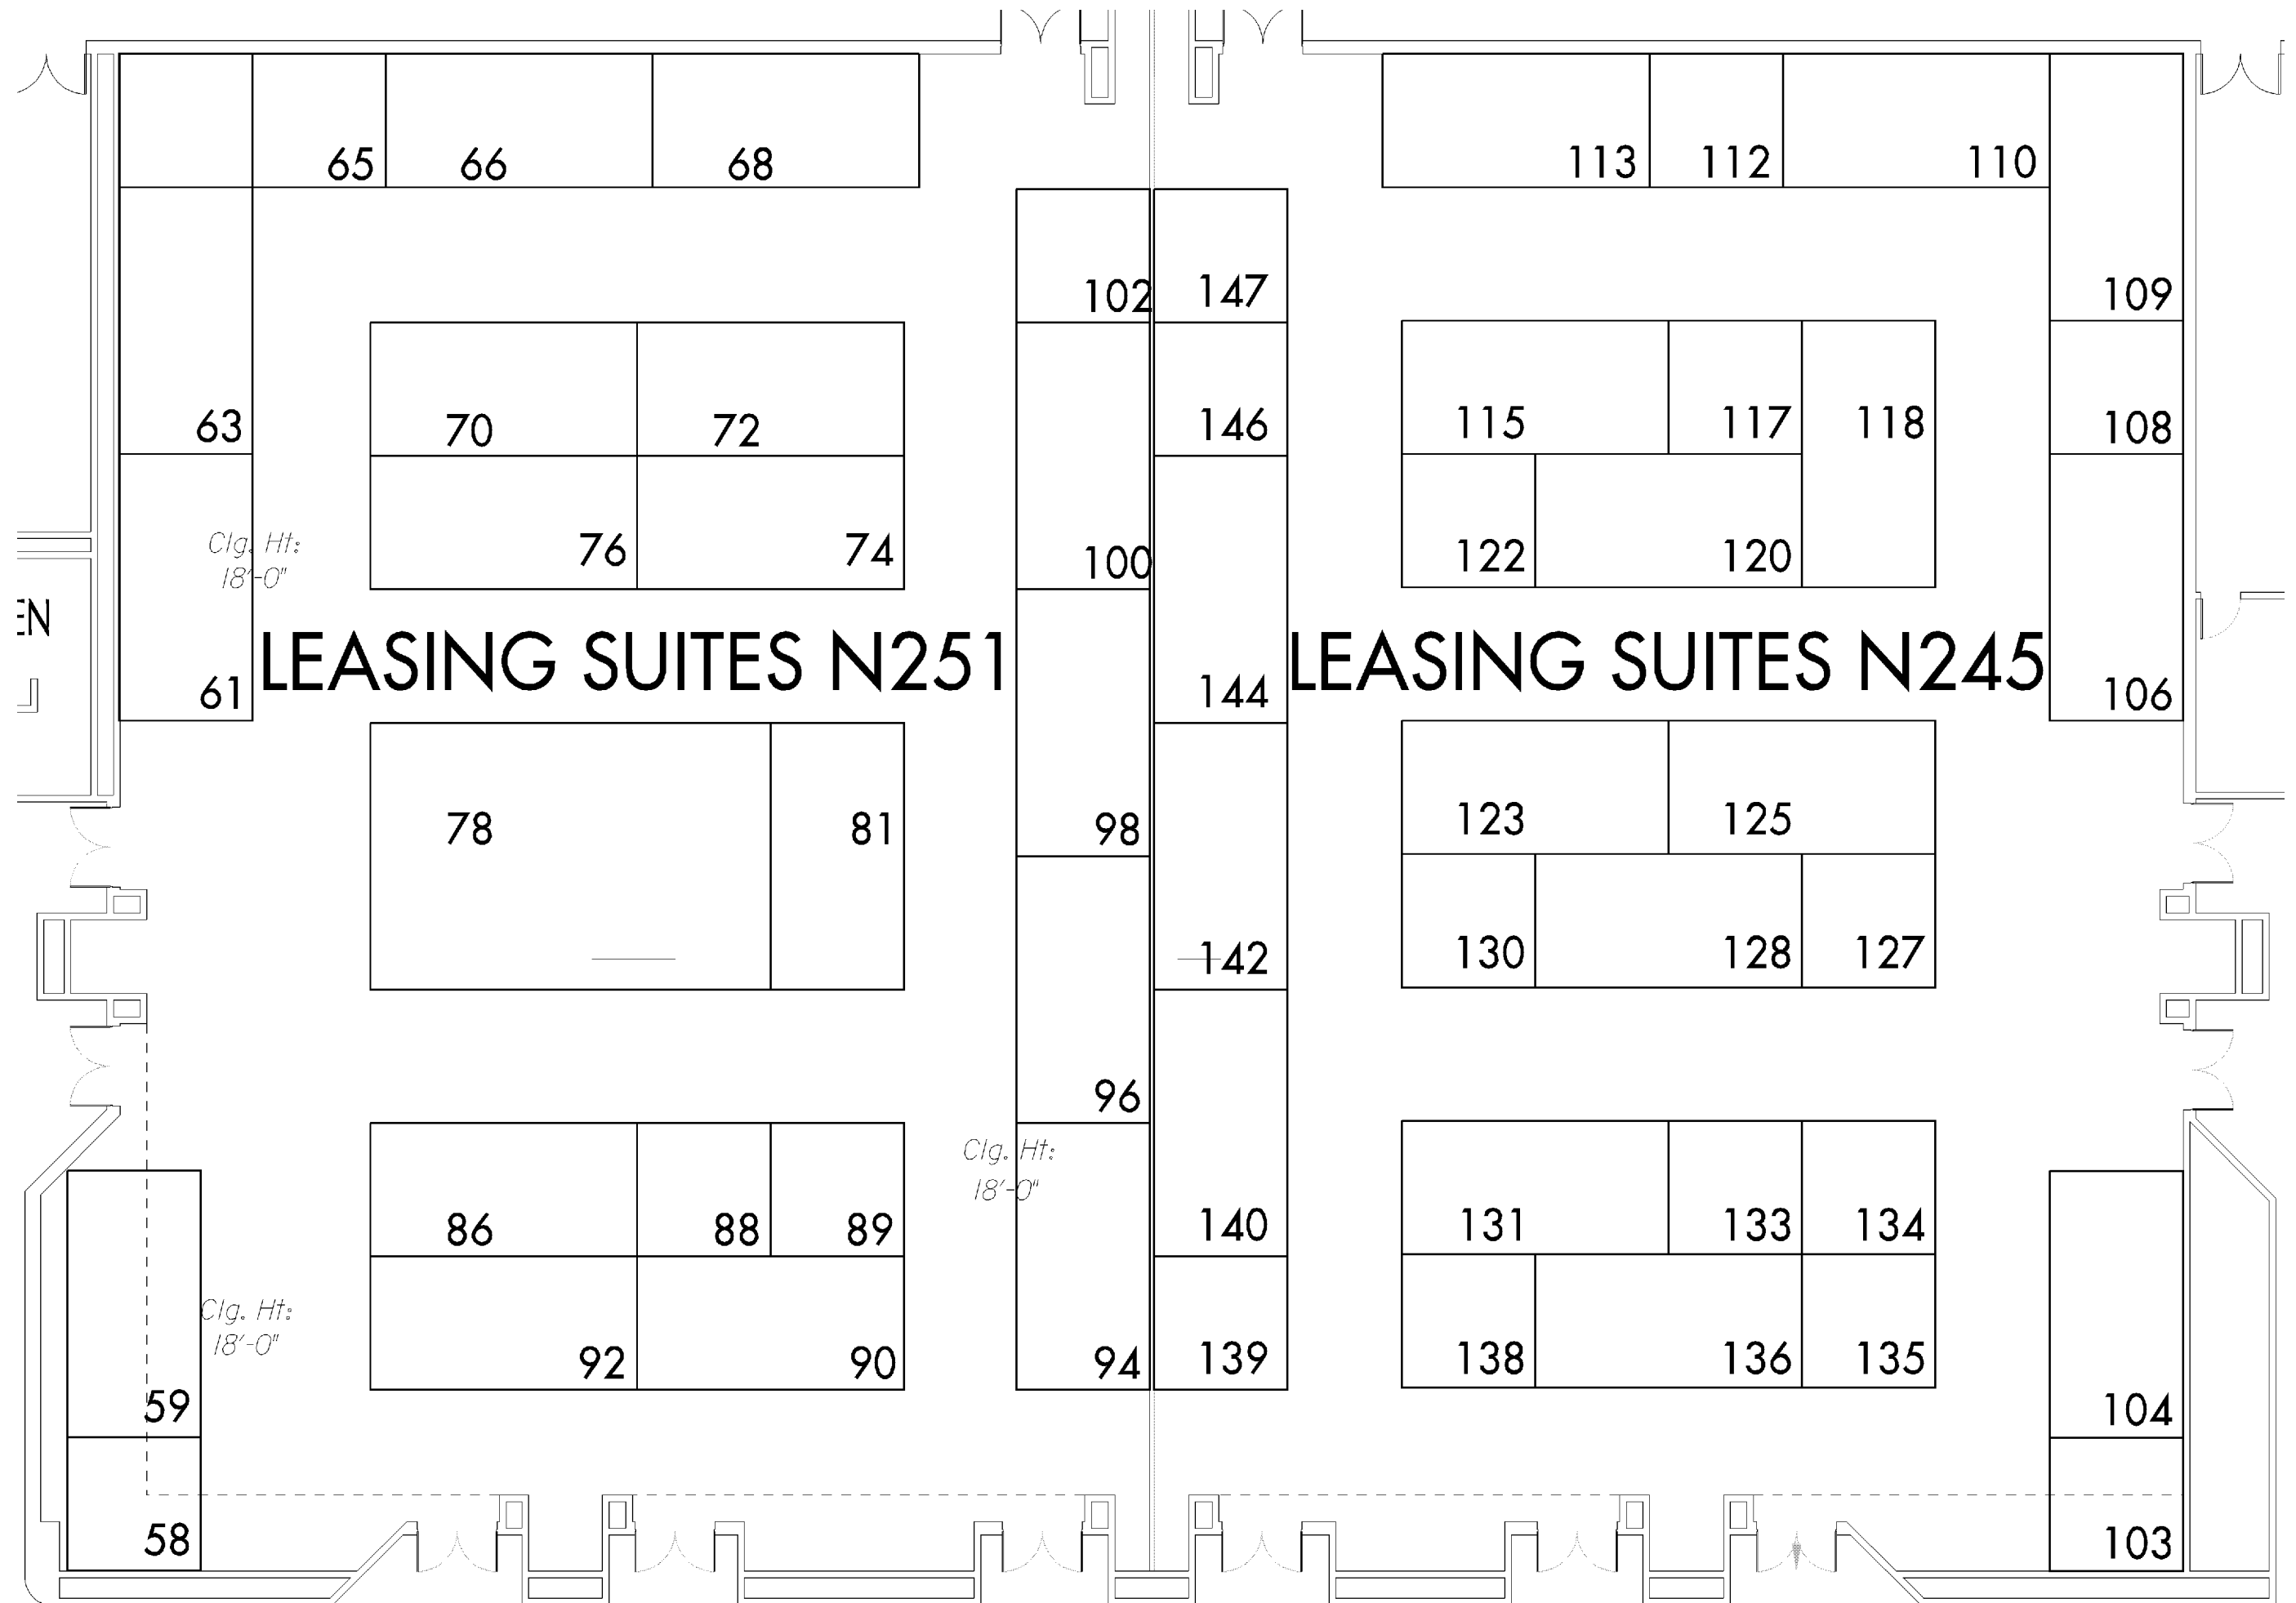 65 66 68 113 112 110
102 147 109
63 70 72 146 115 117 118 108
Clg. Ht:
18'-0"
76 74 100 122 120
EN
LEASING SUITES N251 LEASING SUITES N245
61 144 106
78 81 98 123 125
142 130 128 127
96
Clg. Ht:
18'-0"
86 88 89 140 131 133 134
Clg. Ht:
18'-0"
92 90 94 139 138 136 135
59 104
58 103